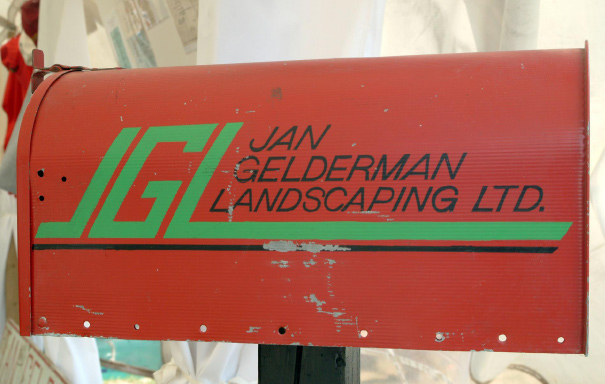 JGL
JAN
GELDERMAN
LANDSCAPING LTD.